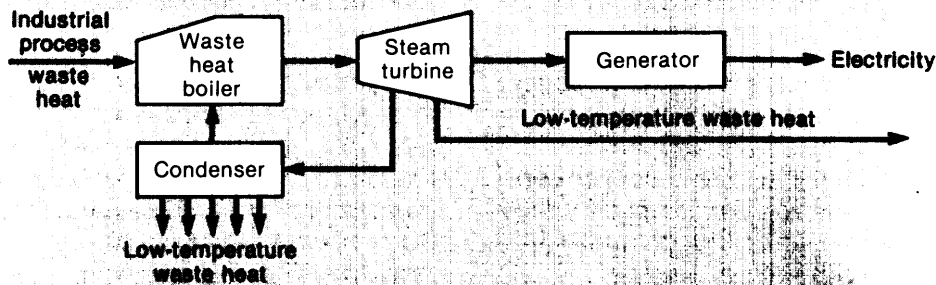 Industrial
process
waste
heat
Waste
heat
boiler
Steam
turbine
Generator
Electricity
Low-temperature waste heat
Condenser
Low-temperature
waste heat